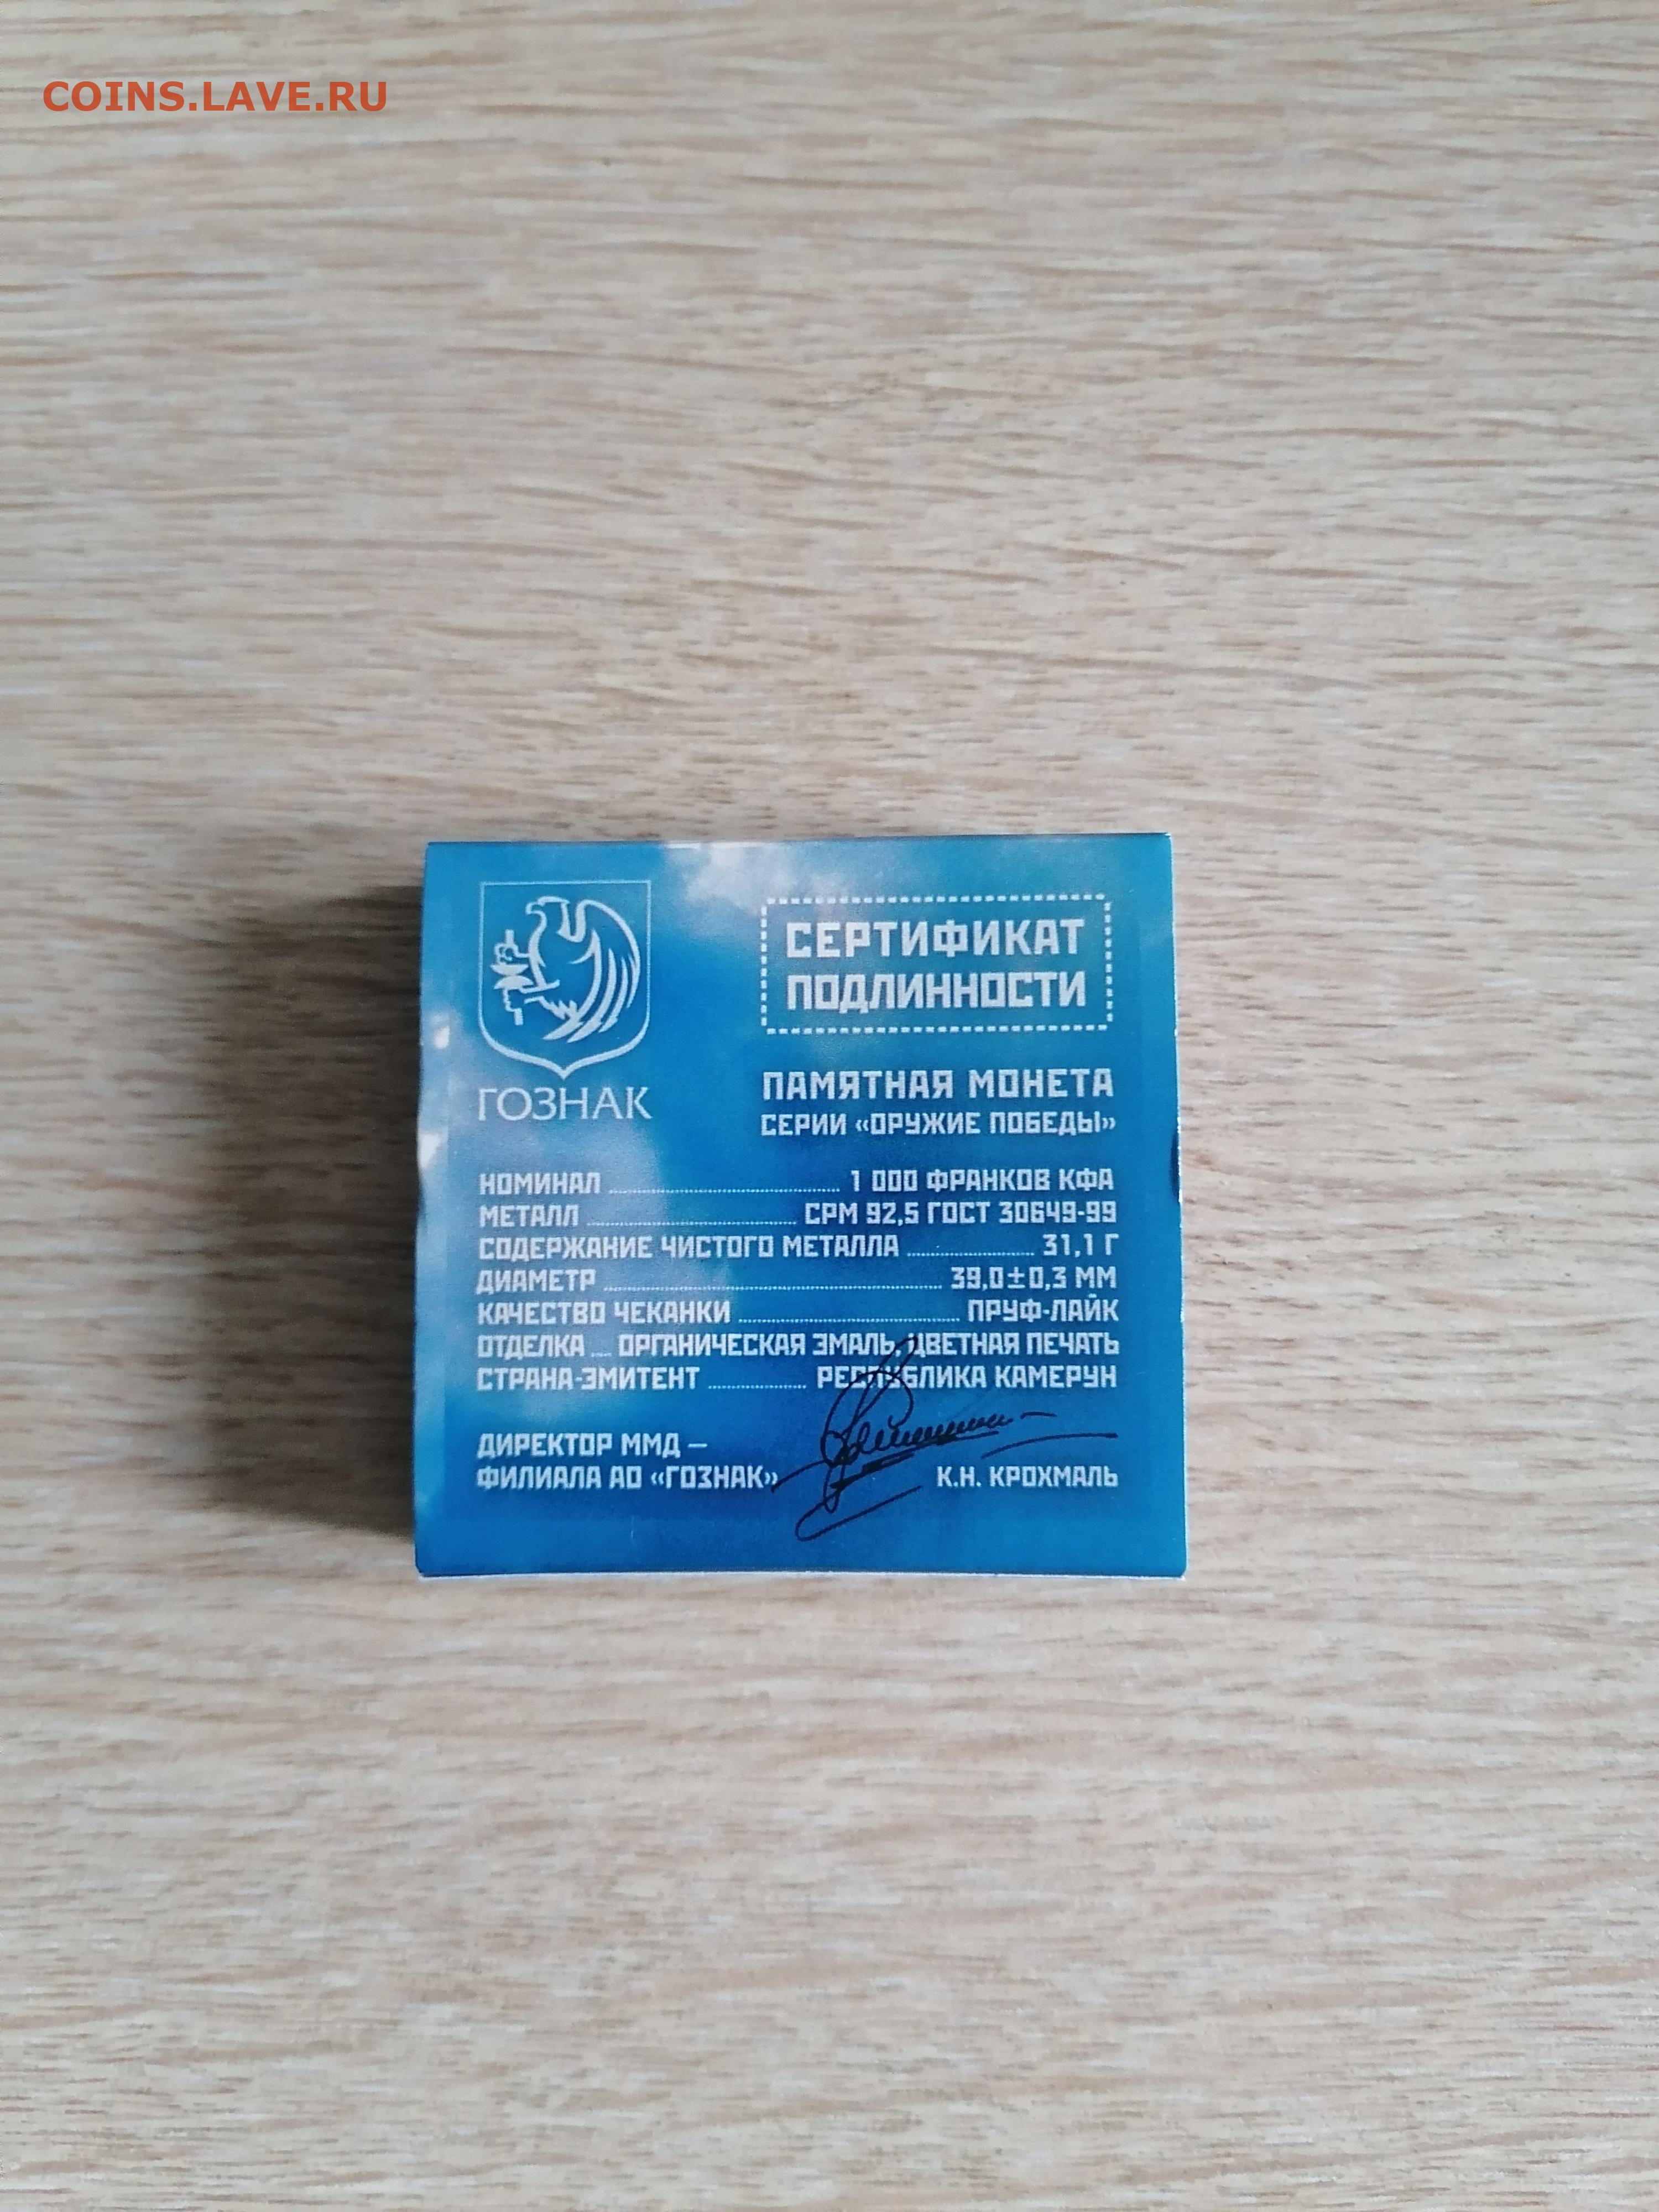 COINS.LAVE.RU
ГОЗНАК
СЕРТИФИКАТ
ПОДЛИННОСТИ
ПАМЯТНАЯ МОНЕТА
СЕРИИ «ОРУЖИЕ ПОБЕДЫ»
НОМИНАЛ ........ 1 000 ФРАНКОВ КФА
МЕТАЛЛ ........ СРМ 92,5 ГОСТ 30649-99
СОДЕРЖАНИЕ ЧИСТОГО МЕТАЛЛА ........ 31,1 Г
ДИАМЕТР ........ 39,0±0,3 ММ
КАЧЕСТВО ЧЕКАНКИ ........ ПРУФ-ЛАЙК
ОТДЕЛКА .... ОРГАНИЧЕСКАЯ ЭМАЛЬ, ЦВЕТНАЯ ПЕЧАТЬ
СТРАНА-ЭМИТЕНТ ........ РЕСПУБЛИКА КАМЕРУН
ДИРЕКТОР ММД –
ФИЛИАЛА АО «ГОЗНАК» К.Н. КРОХМАЛЬ